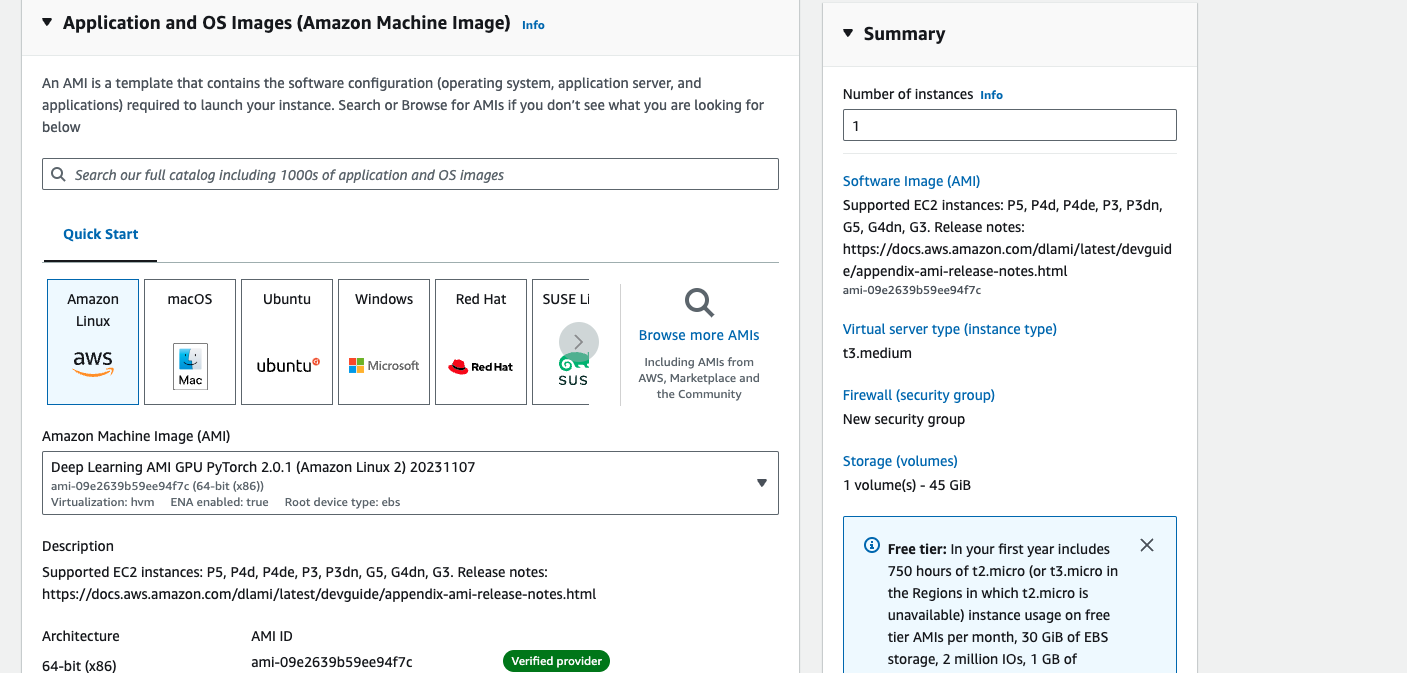 Application and OS Images (Amazon Machine Image) Info
An AMI is a template that contains the software configuration (operating system, application server, and
applications) required to launch your instance. Search or Browse for AMIs if you don’t see what you are looking for
below
Search our full catalog including 1000s of application and OS images
Quick Start
Amazon
Linux
aws
macOS
Mac
Ubuntu
ubuntu
Windows
Microsoft
Red Hat
Red Hat
SUSE Li
SUS
Browse more AMIs
Including AMIs from
AWS, Marketplace and
the Community
Amazon Machine Image (AMI)
Deep Learning AMI GPU PyTorch 2.0.1 (Amazon Linux 2) 20231107
ami-09e2639b59ee94f7c (64-bit (x86))
Virtualization: hvm ENA enabled: true Root device type: ebs
Description
Supported EC2 instances: P5, P4d, P4de, P3, P3dn, G5, G4dn, G3. Release notes:
https://docs.aws.amazon.com/dlami/latest/devguide/appendix-ami-release-notes.html
Architecture
64-bit (x86)
AMI ID
ami-09e2639b59ee94f7c
Verified provider
Summary
Number of instances Info
1
Software Image (AMI)
Supported EC2 instances: P5, P4d, P4de, P3, P3dn,
G5, G4dn, G3. Release notes:
https://docs.aws.amazon.com/dlami/latest/devguid
e/appendix-ami-release-notes.html
ami-09e2639b59ee94f7c
Virtual server type (instance type)
t3.medium
Firewall (security group)
New security group
Storage (volumes)
1 volume(s) - 45 GiB
Free tier: In your first year includes
750 hours of t2.micro (or t3.micro in
the Regions in which t2.micro is
unavailable) instance usage on free
tier AMIs per month, 30 GiB of EBS
storage, 2 million IOs, 1 GB of